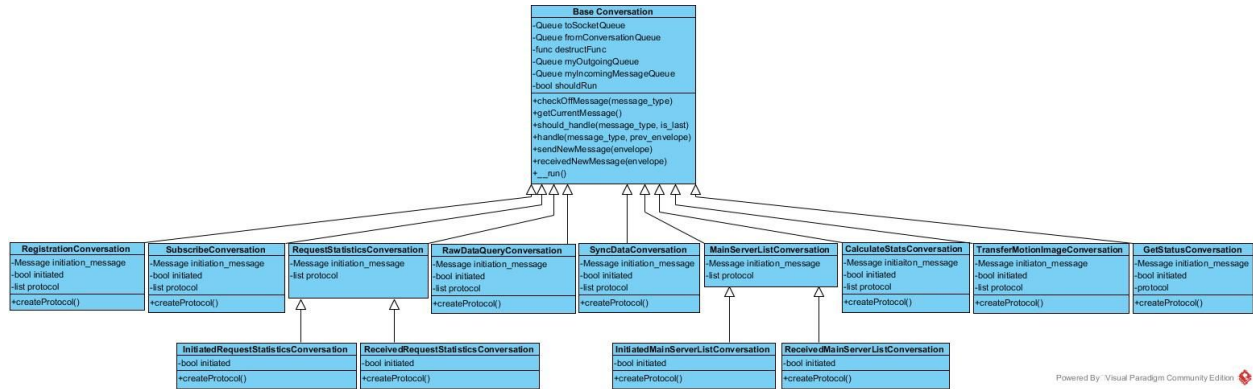 Base Conversation
-Queue toSocketQueue
-Queue fromConversationQueue
-func destructFunc
-Queue myOutgoingQueue
-Queue myIncomingMessageQueue
-bool shouldRun
+checkOffMessage(message_type)
+getCurrentMessage()
+should_handle(message_type, is_last)
+handle(message_type, prev_envelope)
+sendNewMessage(envelope)
+receivedNewMessage(envelope)
+__run()
RegistrationConversation
-Message initiation_message
-bool initiated
-list protocol
+createProtocol()
SubscribeConversation
-Message initiation_message
-bool initiated
-list protocol
+createProtocol()
RequestStatisticsConversation
-Message initiation_message
-list protocol
RawDataQueryConversation
-Message initiation_message
-bool initiated
-list protocol
+createProtocol()
SyncDataConversation
-Message initiation_message
-bool initiated
-list protocol
+createProtocol()
MainServerListConversation
-Message initiation_message
-list protocol
CalculateStatsConversation
-Message initiaiton_message
-bool initiated
-list protocol
+createProtocol()
TransferMotionImageConversation
-Message initiation_message
-bool initiated
-list protocol
+createProtocol()
GetStatusConversation
-Message initiation_message
-bool initiated
-protocol
+createProtocol()
InitiatedRequestStatisticsConversation
-bool initiated
+createProtocol()
ReceivedRequestStatisticsConversation
-bool initiated
+createProtocol()
InitiatedMainServerListConversation
-bool initiated
+createProtocol()
ReceivedMainServerListConversation
-bool initiated
+createProtocol()
Powered By Visual Paradigm Community Edition